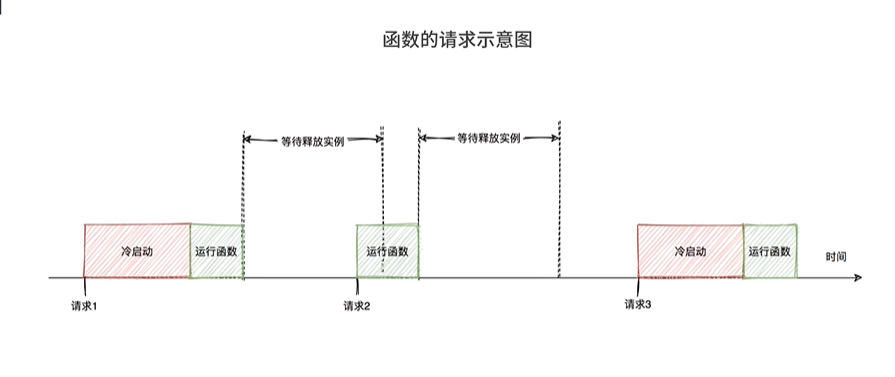 函数的请求示意图
等待释放实例
等待释放实例
冷启动
运行函数
运行函数
冷启动
运行函数
时间
请求1
请求2
请求3